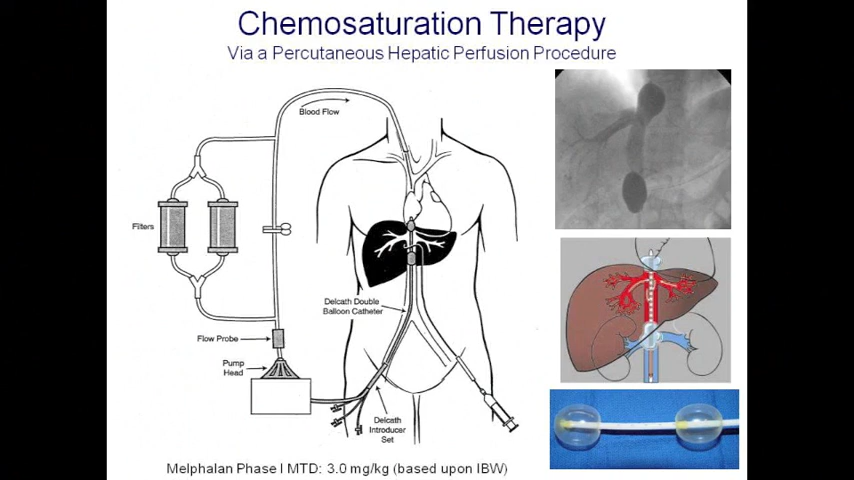 Chemosaturation Therapy
Via a Percutaneous Hepatic Perfusion Procedure
Blood Flow
Filters
Delcath Double
Balloon Catheter
Flow Probe
Pump
Head
Delcath
Introducer
Set
Melphalan Phase I MTD: 3.0 mg/kg (based upon IBW)